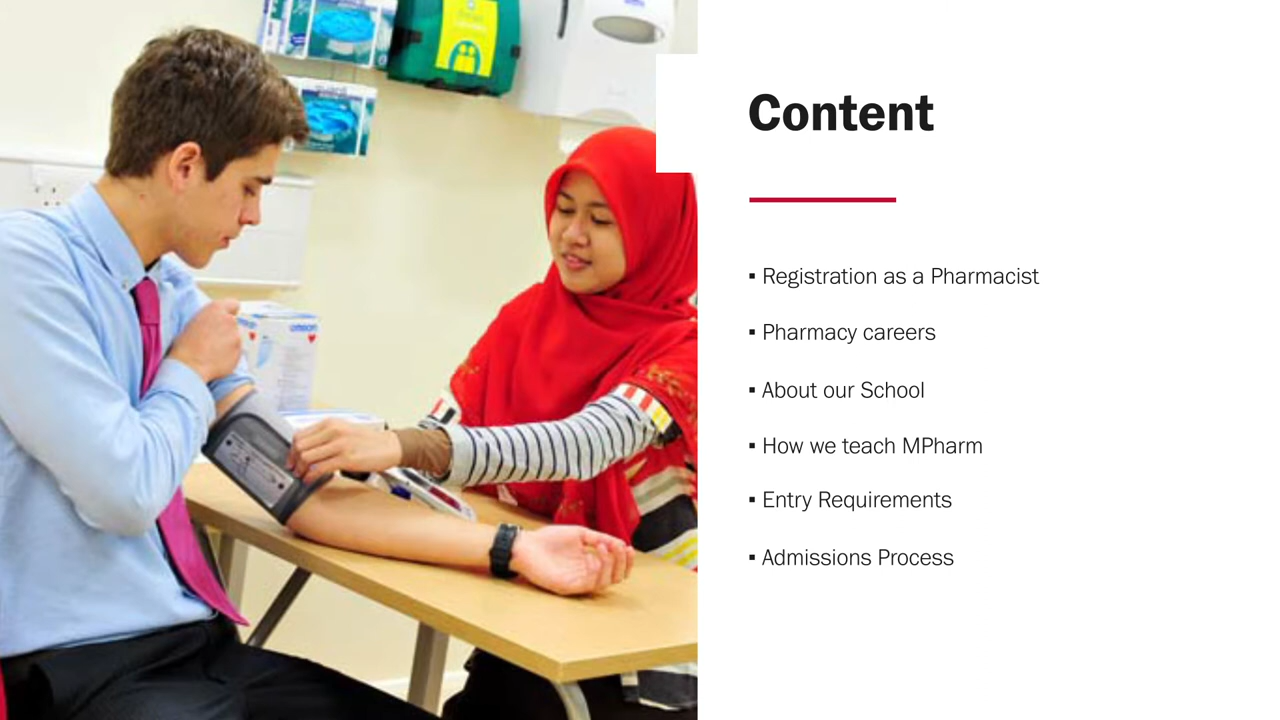 Content
▪ Registration as a Pharmacist
▪ Pharmacy careers
▪ About our School
▪ How we teach MPharm
▪ Entry Requirements
▪ Admissions Process